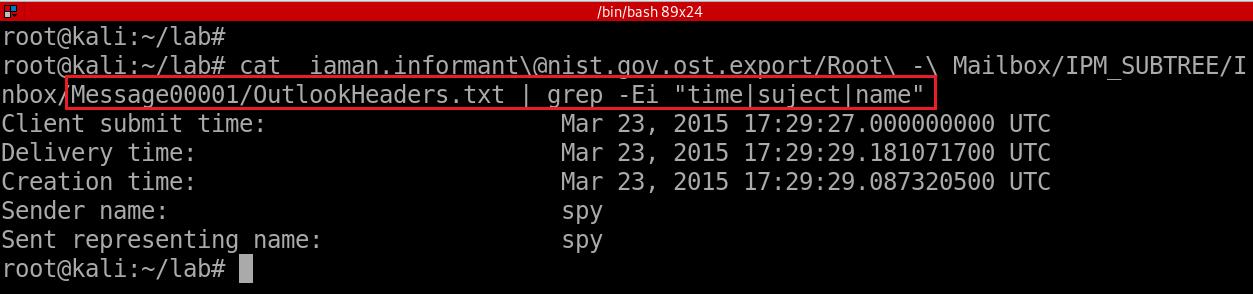 /bin/bash 89x24
root@kali:~/lab#
root@kali:~/lab# cat  iaman.informant\@nist.gov.ost.export/Root\ -\ Mailbox/IPM_SUBTREE/I
nbox/Message00001/OutlookHeaders.txt | grep -Ei "time|suject|name"
Client submit time:                     Mar 23, 2015 17:29:27.000000000 UTC
Delivery time:                          Mar 23, 2015 17:29:29.181071700 UTC
Creation time:                          Mar 23, 2015 17:29:29.087320500 UTC
Sender name:                            spy
Sent representing name:                 spy
root@kali:~/lab#